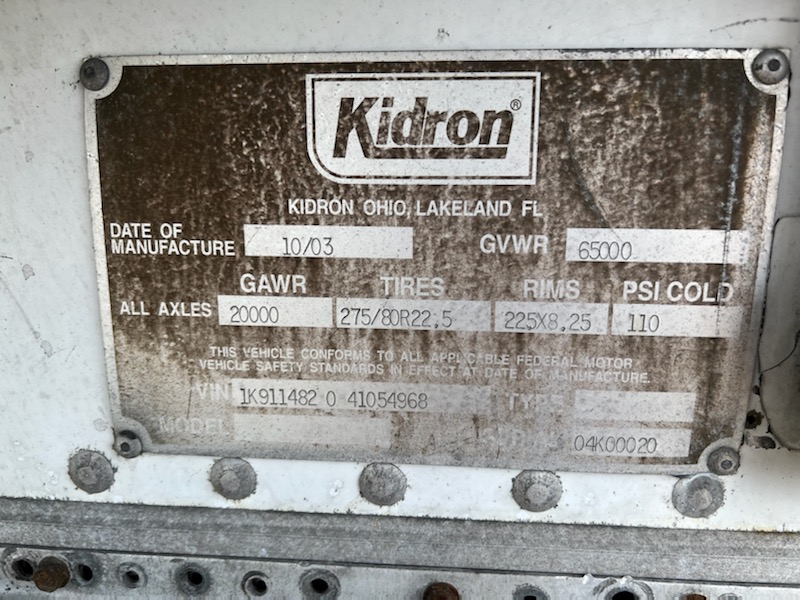 Kidron®
KIDRON OHIO, LAKELAND FL
DATE OF MANUFACTURE 10/03 GVWR 65000
GAWR TIRES RIMS PSI COLD
ALL AXLES 20000 275/80R22.5 225X8.25 110
THIS VEHICLE CONFORMS TO ALL APPLICABLE FEDERAL MOTOR
VEHICLE SAFETY STANDARDS IN EFFECT AT DATE OF MANUFACTURE.
VIN 1K911482 0 41054968 TYPE
MODEL 04K00020